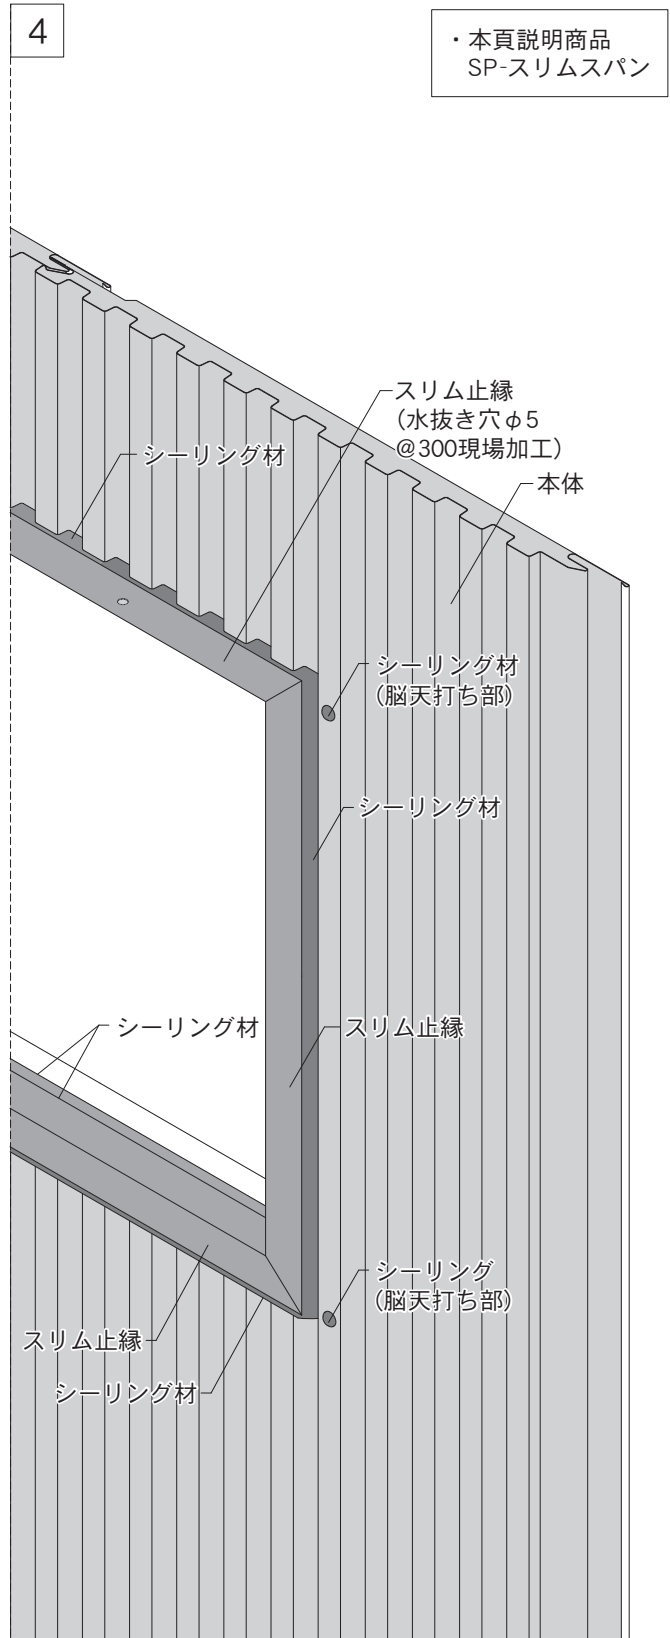 4
・本頁説明商品
SP-スリムスパン
スリム止縁
（水抜き穴φ5
＠300現場加工）
シーリング材
本体
シーリング材
（脳天打ち部）
シーリング材
シーリング材
スリム止縁
シーリング
（脳天打ち部）
スリム止縁
シーリング材